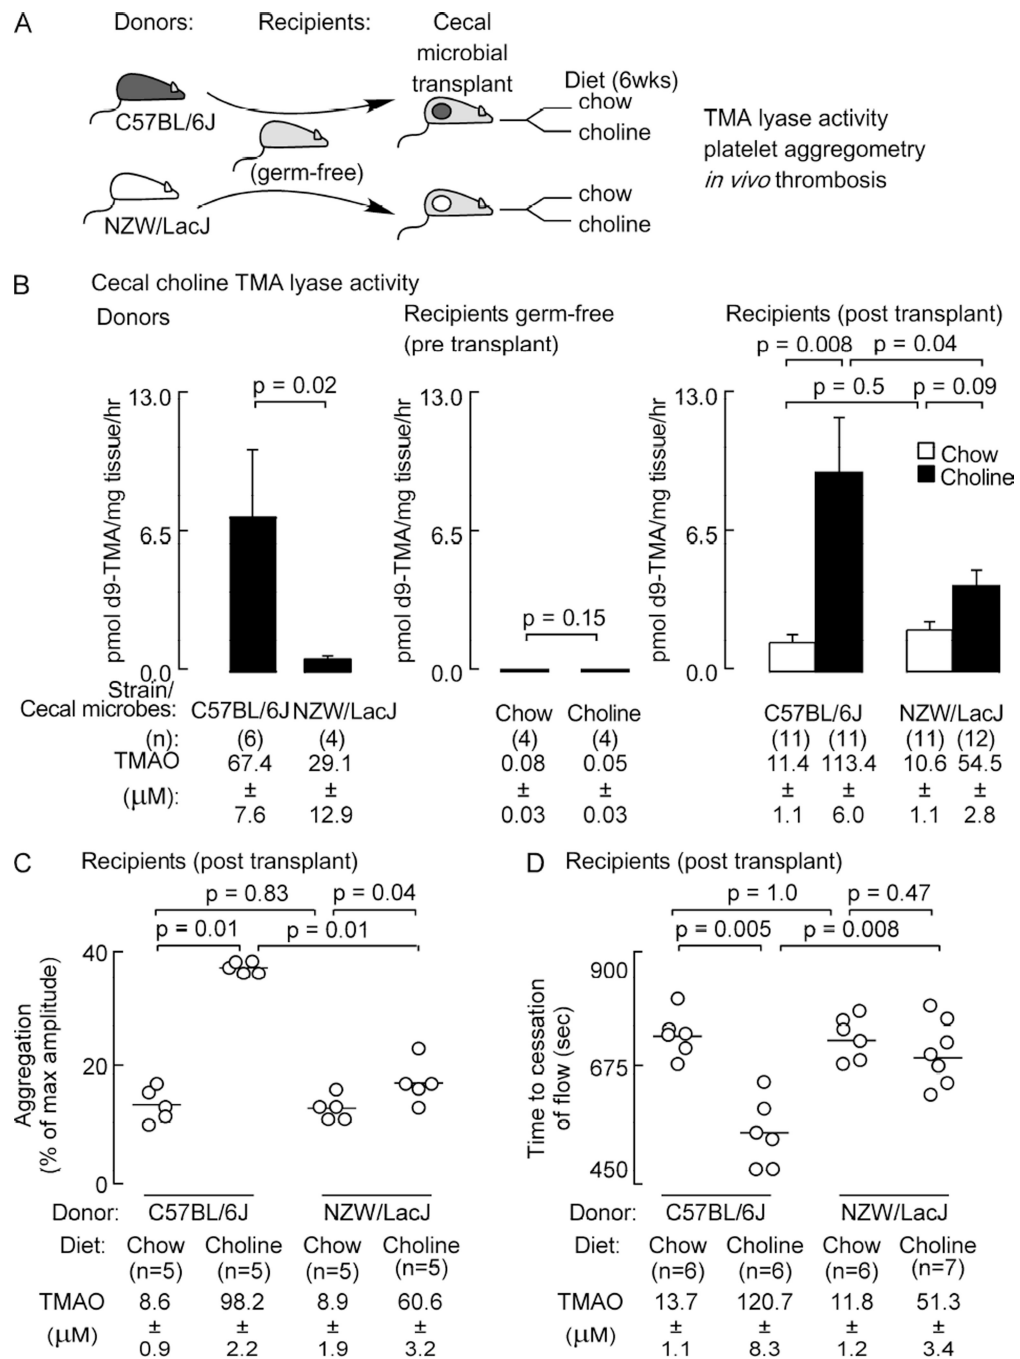 A
Donors:
Recipients:
Cecal
microbial
transplant
Diet (6wks)
C57BL/6J
(germ-free)
chow
choline
NZW/LacJ
chow
choline
TMA lyase activity
platelet aggregometry
in vivo thrombosis
B
Cecal choline TMA lyase activity
Donors
pmol d9-TMA/mg tissue/hr
13.0
6.5
0.0
p = 0.02
Recipients germ-free
(pre transplant)
pmol d9-TMA/mg tissue/hr
13.0
6.5
0.0
p = 0.15
Recipients (post transplant)
p = 0.008
p = 0.04
p = 0.5
p = 0.09
pmol d9-TMA/mg tissue/hr
13.0
6.5
0.0
Chow
Choline
Strain/
Cecal microbes: C57BL/6J NZW/LacJ Chow Choline C57BL/6J NZW/LacJ
(n): (6) (4) (4) (4) (11) (11) (11) (12)
TMAO 67.4 29.1 0.08 0.05 11.4 113.4 10.6 54.5
(μM): ± ± ± ± ± ± ± ±
7.6 12.9 0.03 0.03 1.1 6.0 1.1 2.8
C Recipients (post transplant)
p = 0.83
p = 0.04
p = 0.01
p = 0.01
Aggregation
(% of max amplitude)
40
20
0
Donor: C57BL/6J NZW/LacJ
Diet: Chow Choline Chow Choline
(n=5) (n=5) (n=5) (n=5)
TMAO 8.6 98.2 8.9 60.6
(μM) ± ± ± ±
0.9 2.2 1.9 3.2
D Recipients (post transplant)
p = 1.0
p = 0.47
p = 0.005
p = 0.008
Time to cessation
of flow (sec)
900
675
450
Donor: C57BL/6J NZW/LacJ
Diet: Chow Choline Chow Choline
(n=6) (n=6) (n=6) (n=7)
TMAO 13.7 120.7 11.8 51.3
(μM) ± ± ± ±
1.1 8.3 1.2 3.4